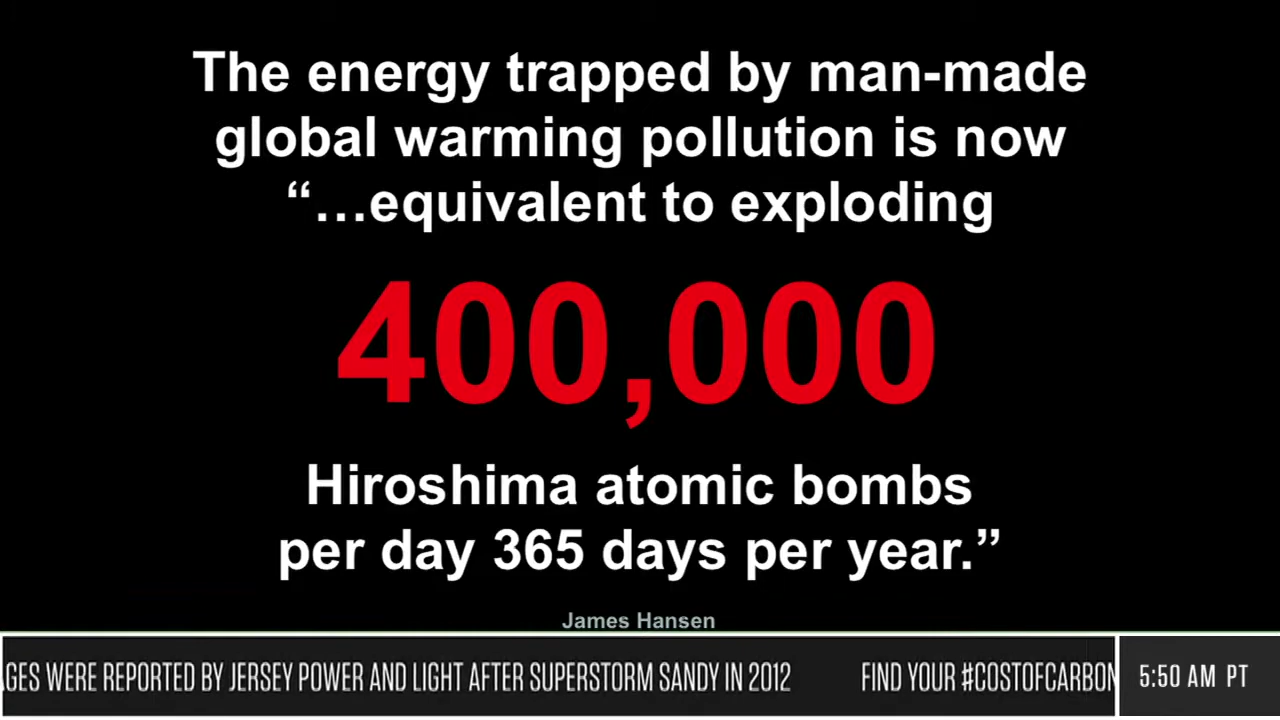 The energy trapped by man-made
global warming pollution is now
“…equivalent to exploding
400,000
Hiroshima atomic bombs
per day 365 days per year.”
James Hansen
WERE REPORTED BY JERSEY POWER AND LIGHT AFTER SUPERSTORM SANDY IN 2012 FIND YOUR #COSTOFCARBON
5:50 AM PT